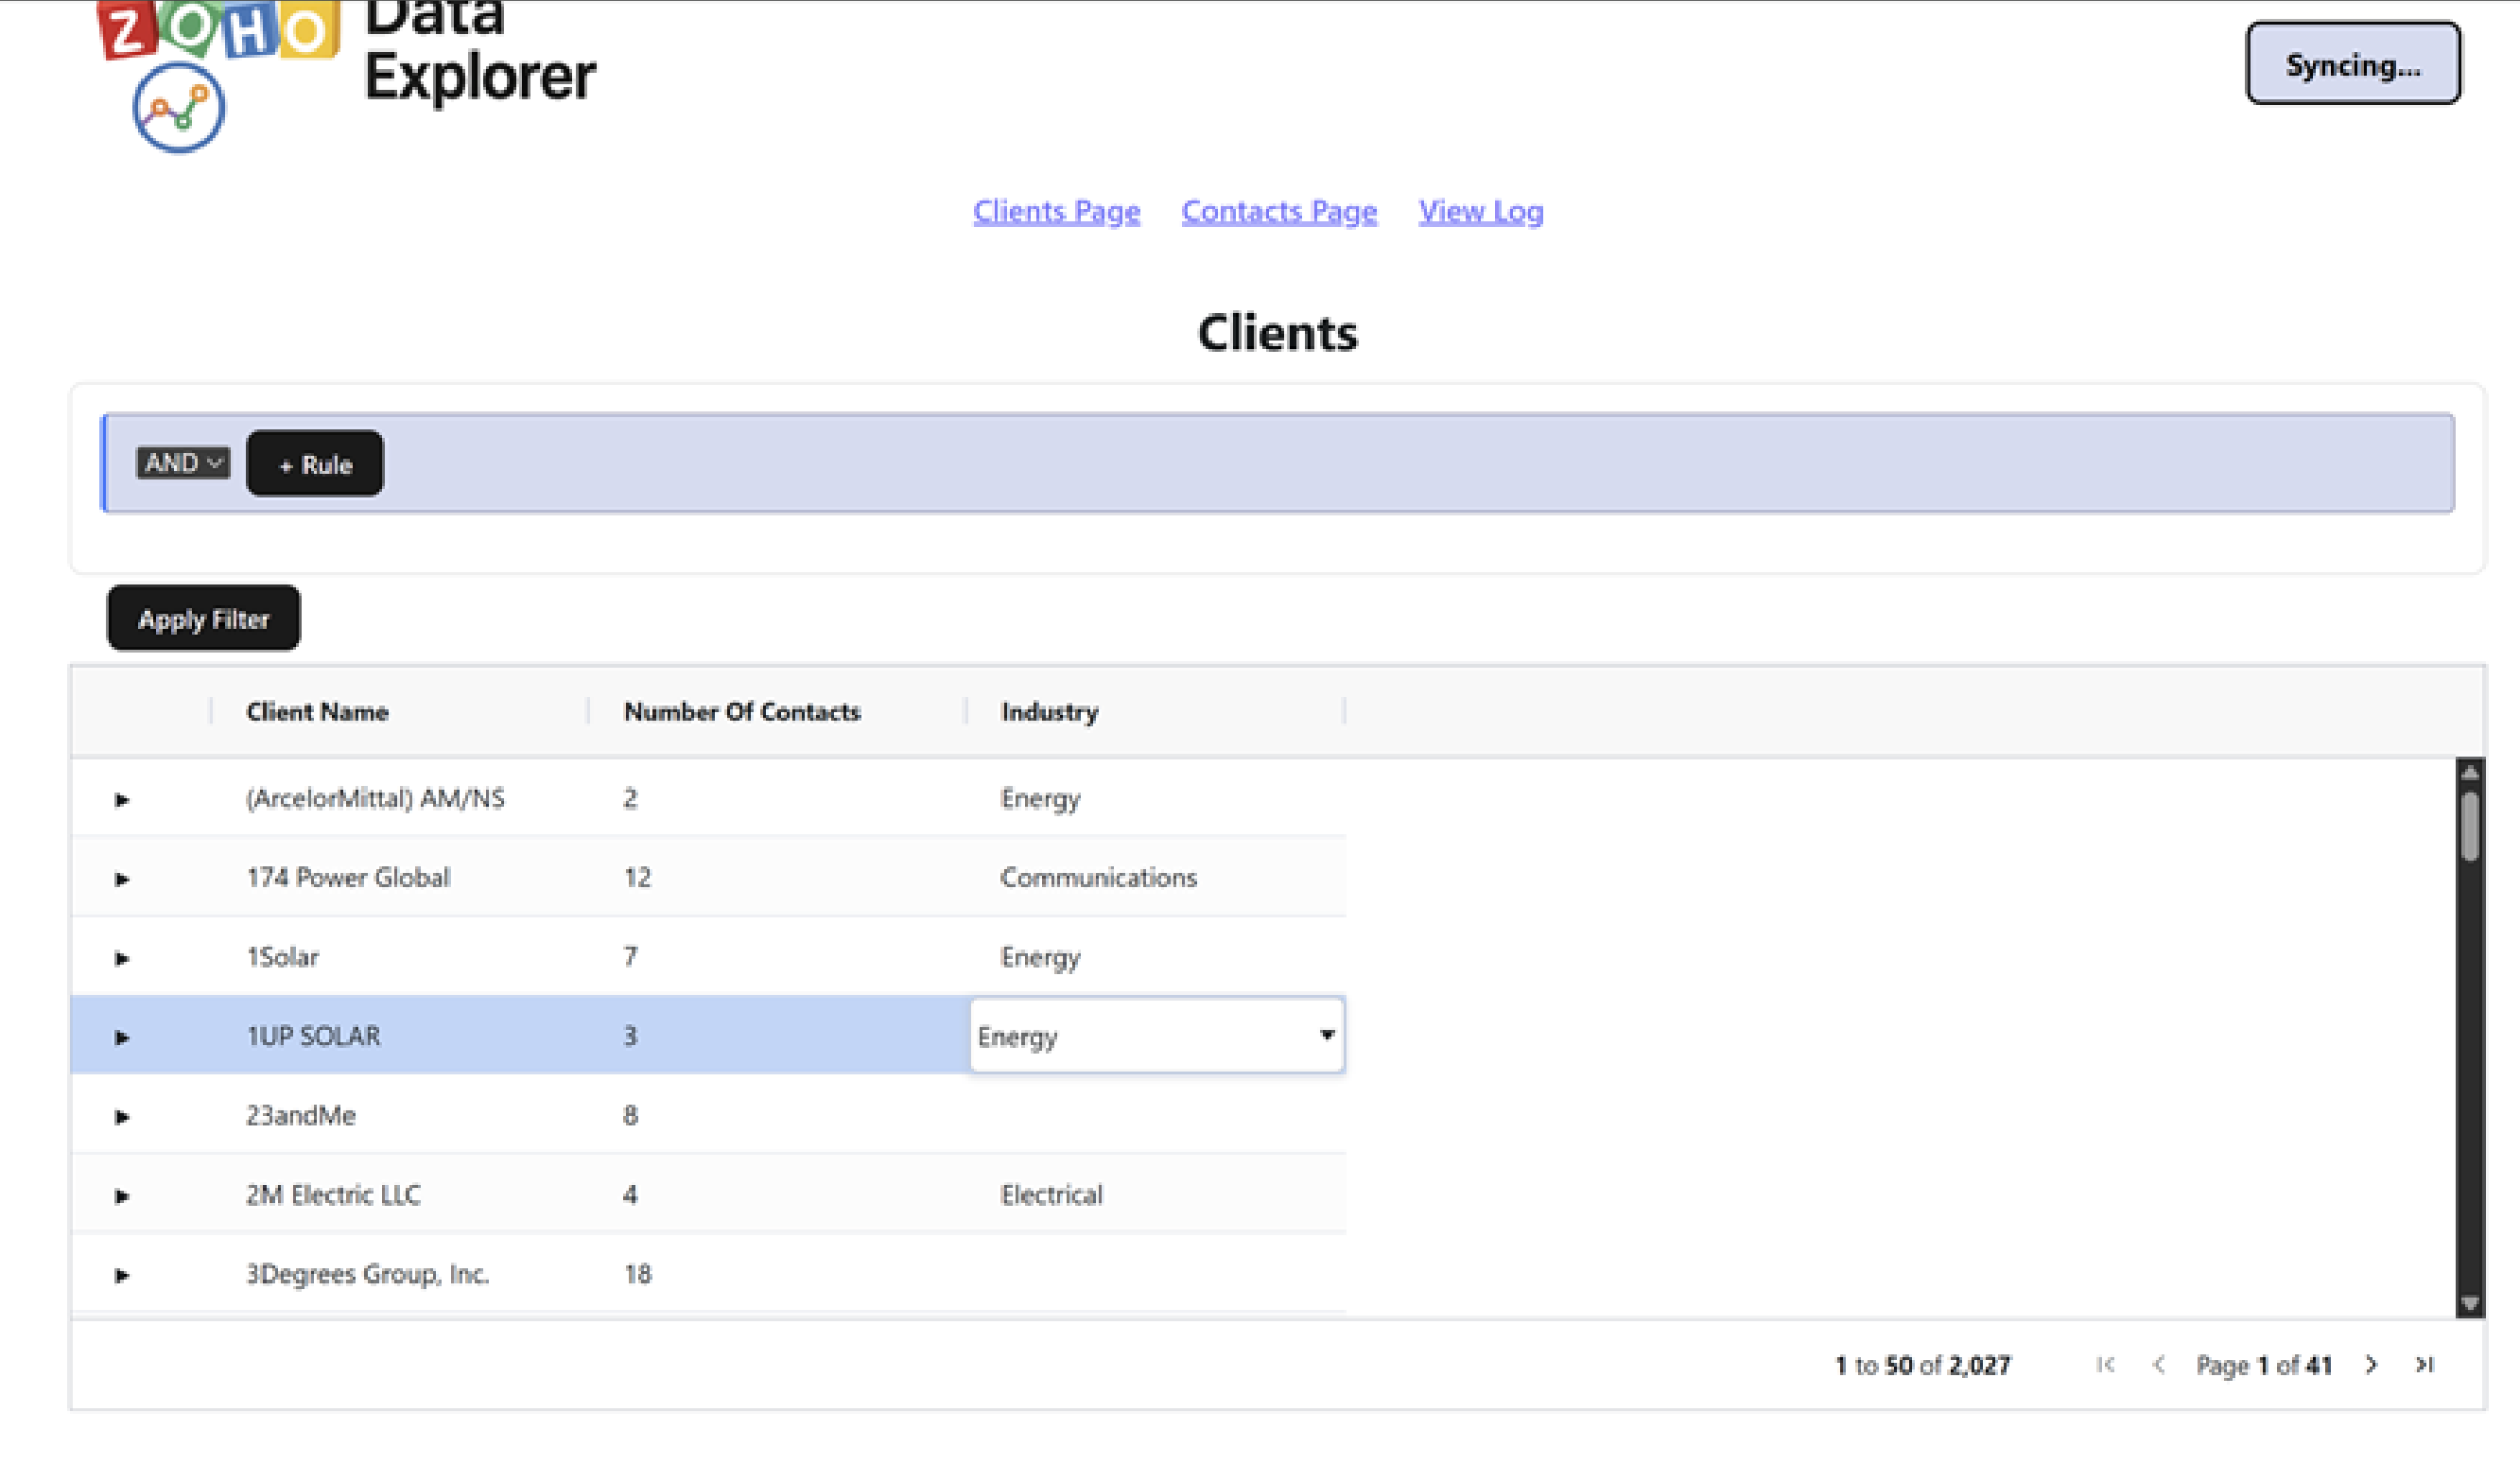 ZOHO Data
Explorer
Syncing...
Clients Page Contacts Page View Log
Clients
AND + Rule
Apply Filter
Client Name Number Of Contacts Industry
(ArcelorMittal) AM/NS 2 Energy
174 Power Global 12 Communications
1Solar 7 Energy
1UP SOLAR 3 Energy
23andMe 8
2M Electric LLC 4 Electrical
3Degrees Group, Inc. 18
1 to 50 of 2,027 Page 1 of 41